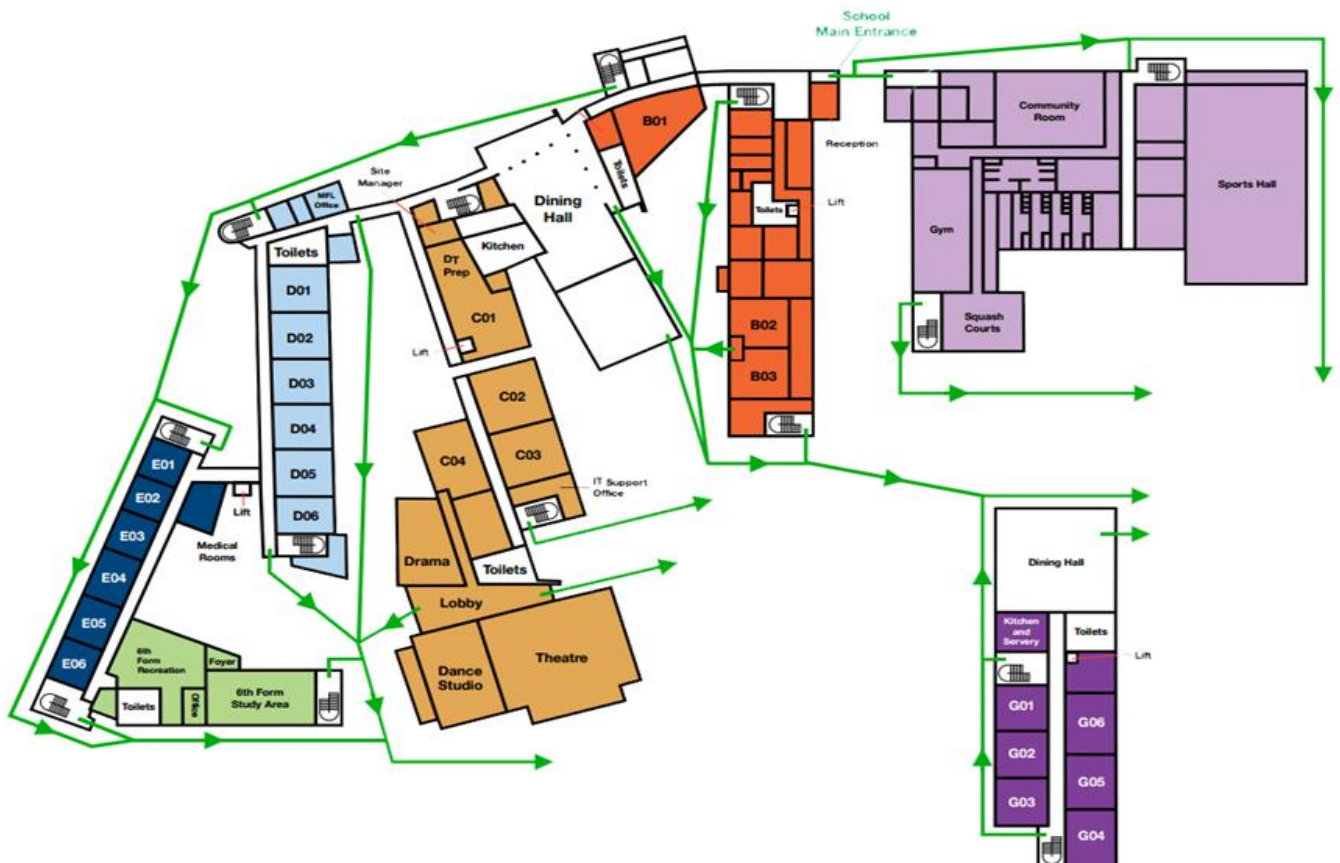 School
Main Entrance
B01
Community
Room
Reception
Site
Manager
Toilets
MFL
Office
Dining
Hall
Sports Hall
Toilets
Lift
Toilets
Kitchen
Gym
DT
Prep
D01
C01
B02
Squash
Courts
D02
Lift
D03
B03
C02
D04
C03
C04
E01
D05
IT Support
Office
E02
Lift
D06
E03
Medical
Rooms
Drama
Toilets
Dining Hall
E04
Lobby
E05
Kitchen
and
Servery
Toilets
6th
Form
Recreation
Foyer
Theatre
Lift
E06
Dance
Studio
6th Form
Study Area
Toilets
Office
G01
G06
G02
G05
G03
G04